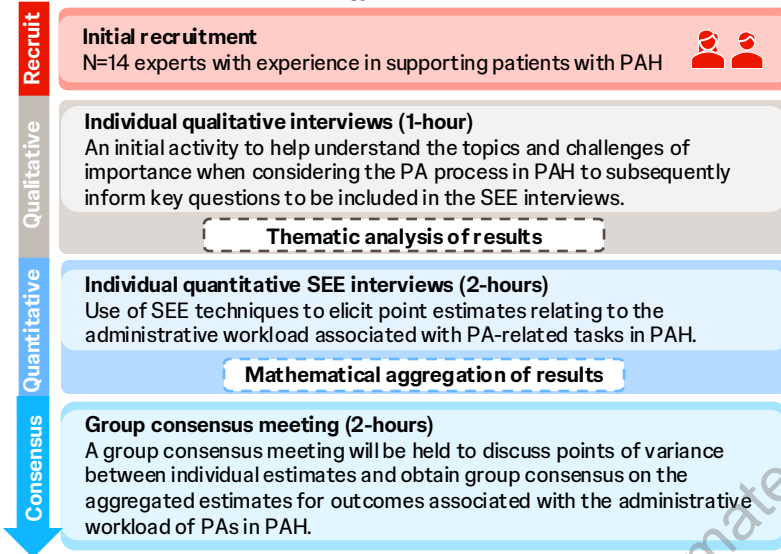 Recruit
Initial recruitment
N=14 experts with experience in supporting patients with PAH
Qualitative
Individual qualitative interviews (1-hour)
An initial activity to help understand the topics and challenges of
importance when considering the PA process in PAH to subsequently
inform key questions to be included in the SEE interviews.
Thematic analysis of results
Quantitative
Individual quantitative SEE interviews (2-hours)
Use of SEE techniques to elicit point estimates relating to the
administrative workload associated with PA-related tasks in PAH.
Mathematical aggregation of results
Consensus
Group consensus meeting (2-hours)
A group consensus meeting will be held to discuss points of variance
between individual estimates and obtain group consensus on the
aggregated estimates for outcomes associated with the administrative
workload of PAs in PAH.